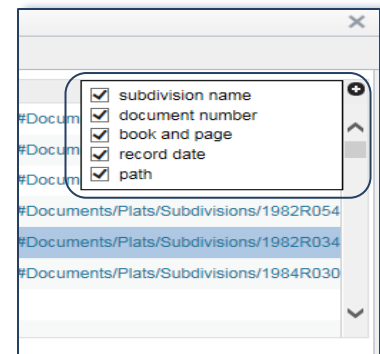 subdivision name
#Docum
document number
book and page
#Docum
record date
#Docum
path
#Documents/Plats/Subdivisions/1982R054
#Documents/Plats/Subdivisions/1982R034
#Documents/Plats/Subdivisions/1984R030